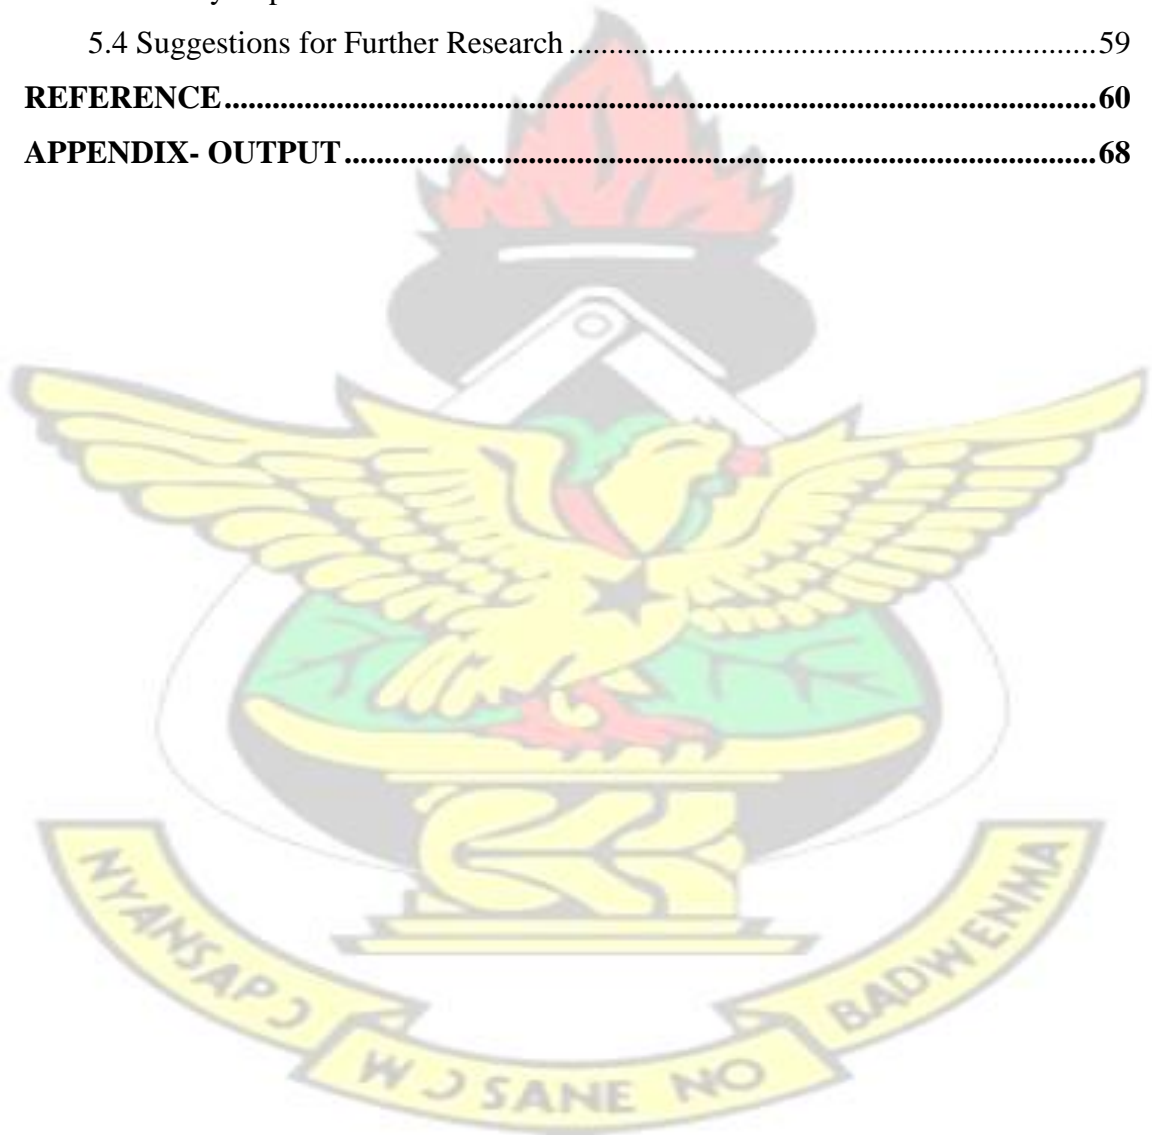 5.4 Suggestions for Further Research ........................................................................59
REFERENCE..............................................................................................................60
APPENDIX- OUTPUT...............................................................................................68
NYANSAPƆ
WƆSANE NO
BADWENMA